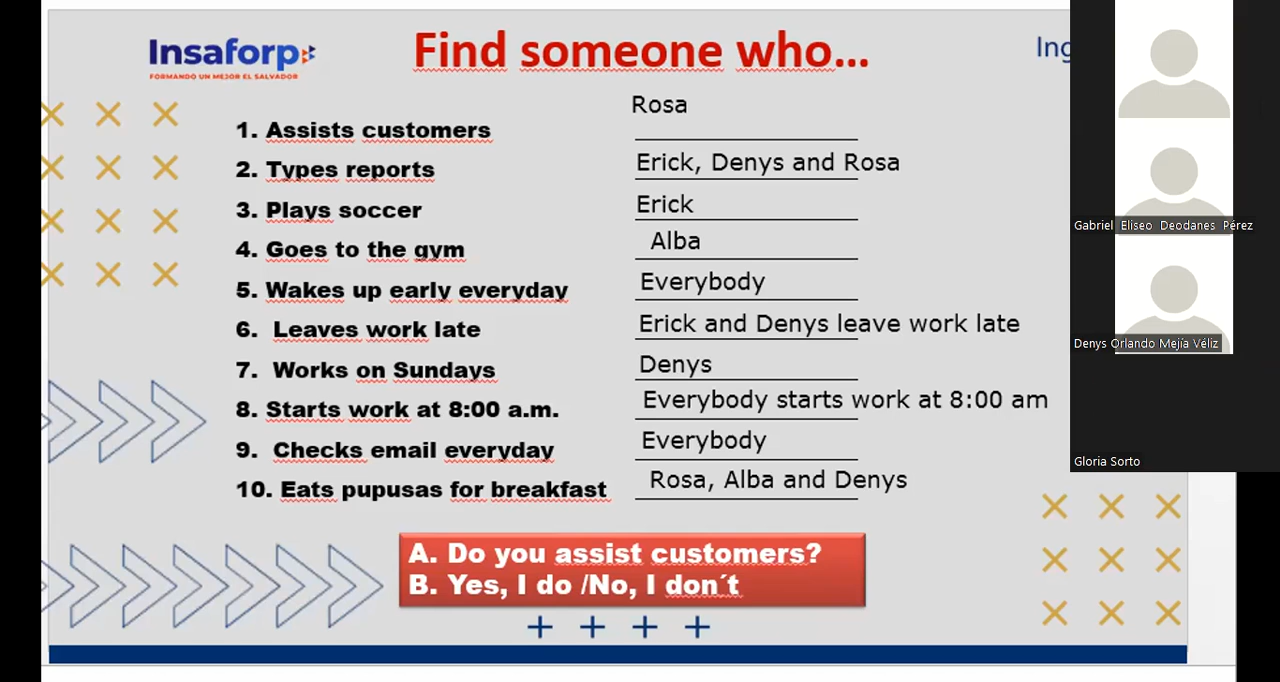 Insaforp
FORMANDO UN MEJOR EL SALVADOR
Find someone who...
Ing
1. Assists customers
Rosa
2. Types reports
Erick, Denys and Rosa
3. Plays soccer
Erick
4. Goes to the gym
Alba
5. Wakes up early everyday
Everybody
6. Leaves work late
Erick and Denys leave work late
7. Works on Sundays
Denys
8. Starts work at 8:00 a.m.
Everybody starts work at 8:00 am
9. Checks email everyday
Everybody
10. Eats pupusas for breakfast
Rosa, Alba and Denys
A. Do you assist customers?
B. Yes, I do /No, I don´t
Gabriel Elíseo Deodanes Pérez
Denys Orlando Mejía Véliz
Gloria Sorto